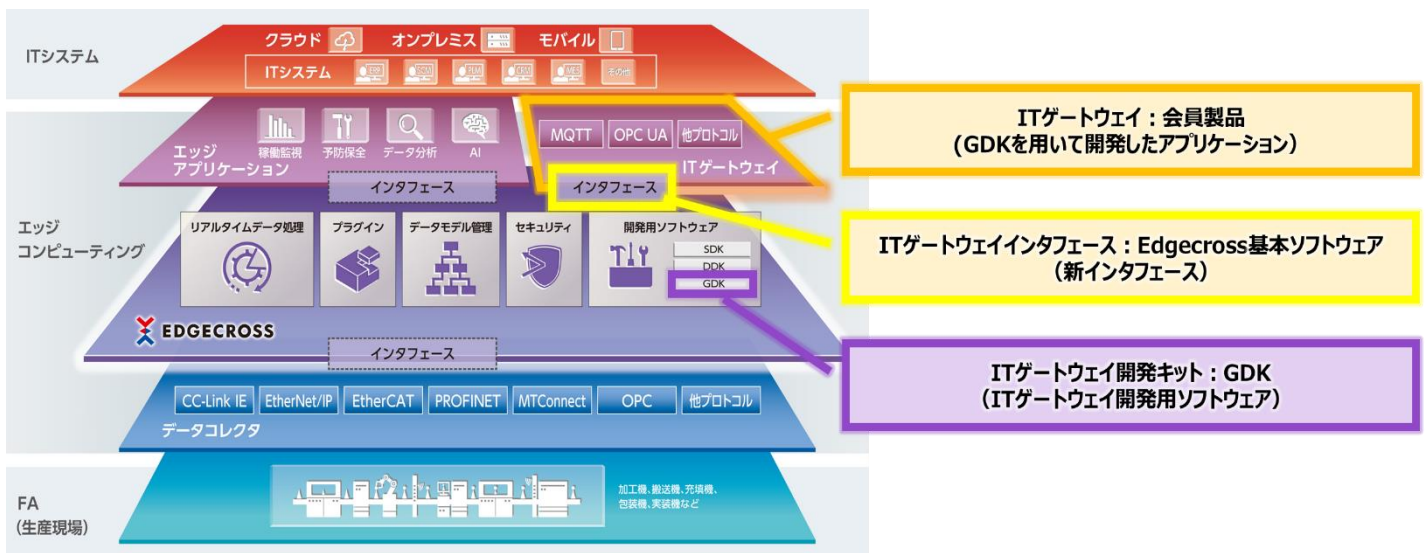 ITシステム
クラウド オンプレミス モバイル
ITシステム ERP SCM PLM CRM MES その他
エッジ
コンピューティング
稼働監視 予防保全 データ分析 AI
エッジ
アプリケーション
インタフェース
MQTT OPC UA 他プロトコル
ITゲートウェイ
インタフェース
リアルタイムデータ処理 プラグイン データモデル管理 セキュリティ 開発用ソフトウェア
SDK
DDK
GDK
EDGECROSS
インタフェース
CC-Link IE EtherNet/IP EtherCAT PROFINET MTConnect OPC 他プロトコル
データコレクタ
FA
(生産現場)
加工機、搬送機、充填機、
包装機、実装機など
ITゲートウェイ：会員製品
(GDKを用いて開発したアプリケーション)
ITゲートウェイインタフェース：Edgecross基本ソフトウェア
（新インタフェース）
ITゲートウェイ開発キット：GDK
（ITゲートウェイ開発用ソフトウェア）